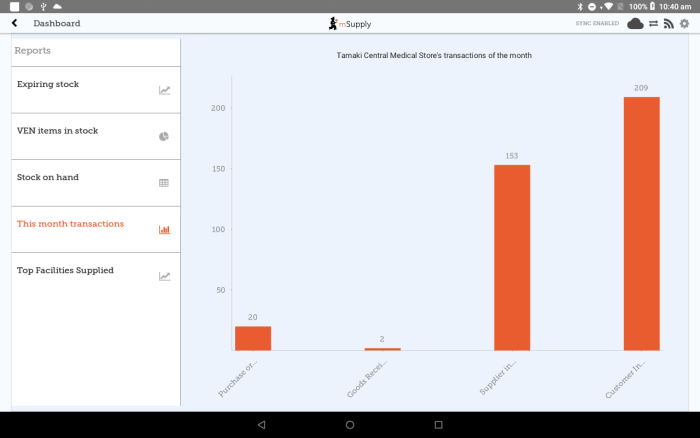 100% 10:40 am
Dashboard
mSupply
SYNC ENABLED
Reports
Expiring stock
VEN items in stock
Stock on hand
This month transactions
Top Facilities Supplied
Tamaki Central Medical Store's transactions of the month
200
150
100
50
20
2
153
209
Purchase or...
Goods Recei...
Supplier in...
Customer In...